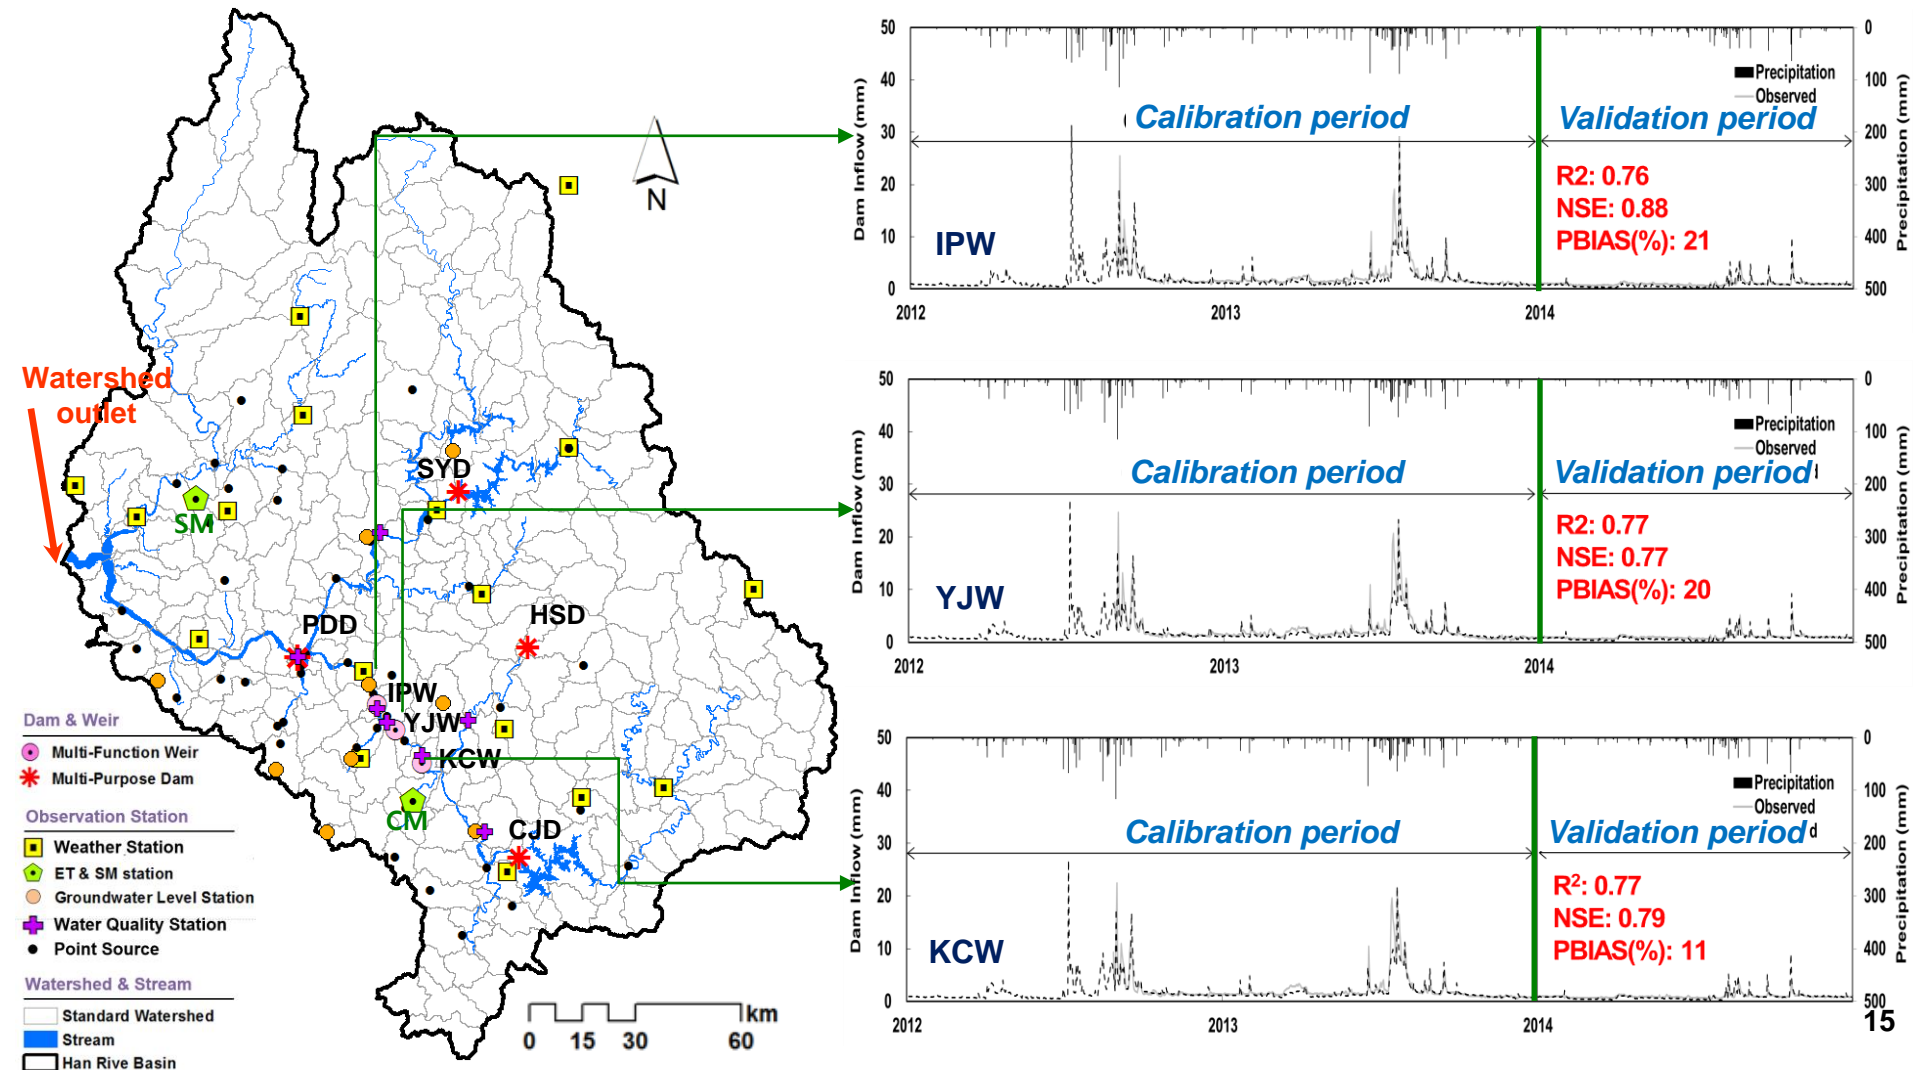 Watershed
outlet
N
SYD
SM
PDD
HSD
IPW
YJW
KCW
CM
CJD
Dam & Weir
Multi-Function Weir
Multi-Purpose Dam
Observation Station
Weather Station
ET & SM station
Groundwater Level Station
Water Quality Station
Point Source
Watershed & Stream
Standard Watershed
Stream
Han Rive Basin
km
0 15 30 60
Dam Inflow (mm)
50
40
30
20
10
0
Precipitation
Observed
Calibration period
Validation period
R2: 0.76
NSE: 0.88
PBIAS(%): 21
IPW
2012 2013 2014
0
100
200
300
400
500
Precipitation (mm)
Dam Inflow (mm)
50
40
30
20
10
0
Precipitation
Observed
Calibration period
Validation period
R2: 0.77
NSE: 0.77
PBIAS(%): 20
YJW
2012 2013 2014
0
100
200
300
400
500
Precipitation (mm)
Dam Inflow (mm)
50
40
30
20
10
0
Precipitation
Observed
Calibration period
Validation period
d
R²: 0.77
NSE: 0.79
PBIAS(%): 11
KCW
2012 2013 2014
0
100
200
300
400
500
Precipitation (mm)
15